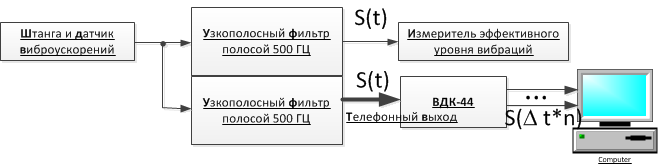 Штанга и датчик
виброускорений
Узкополосный фильтр
полосой 500 ГЦ
S(t)
Измеритель эффективного
уровня вибраций
Узкополосный фильтр
полосой 500 ГЦ
S(t)
Телефонный выход
ВДК-44
...
S(Δ t*n)
Computer